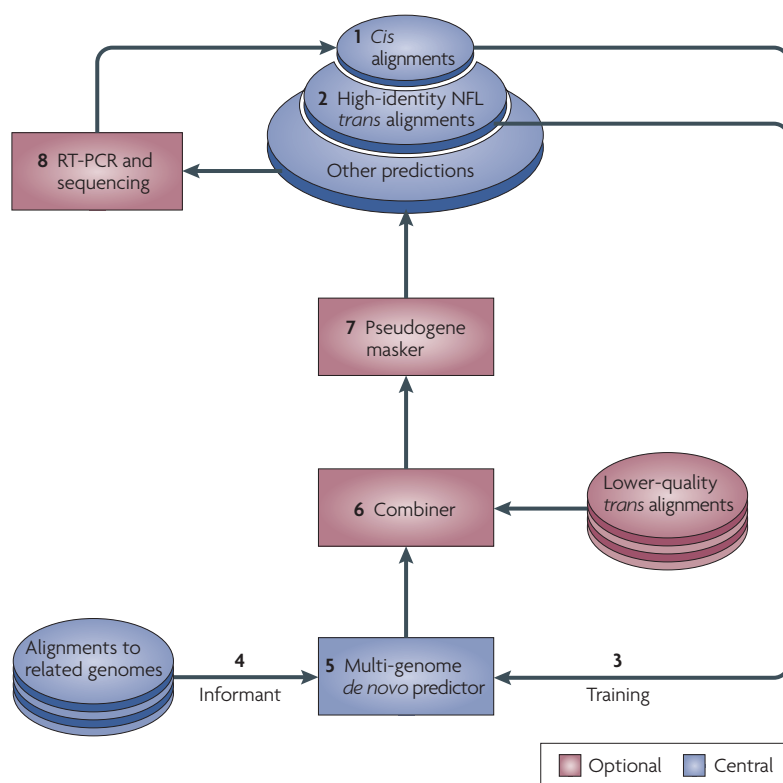 1 Cis
alignments
2 High-identity NFL
trans alignments
Other predictions
8 RT-PCR and
sequencing
7 Pseudogene
masker
6 Combiner
Lower-quality
trans alignments
Alignments to
related genomes
4
Informant
5 Multi-genome
de novo predictor
3
Training
Optional
Central